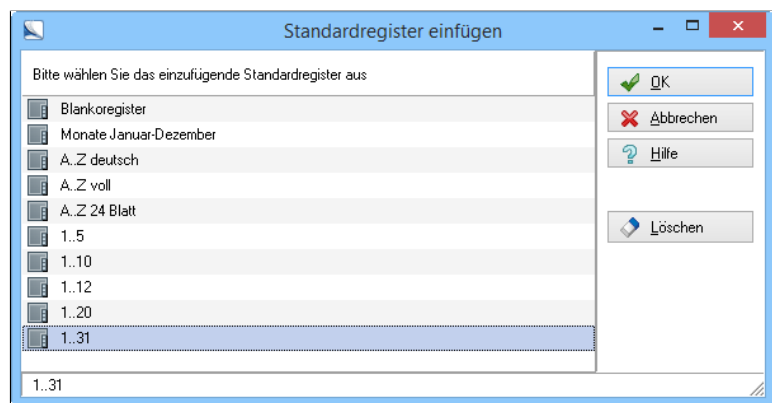 Standardregister einfügen
Bitte wählen Sie das einzufügende Standardregister aus
Blankoregister
Monate Januar-Dezember
A..Z deutsch
A..Z voll
A..Z 24 Blatt
1..5
1..10
1..12
1..20
1..31
OK
Abbrechen
Hilfe
Löschen
1..31